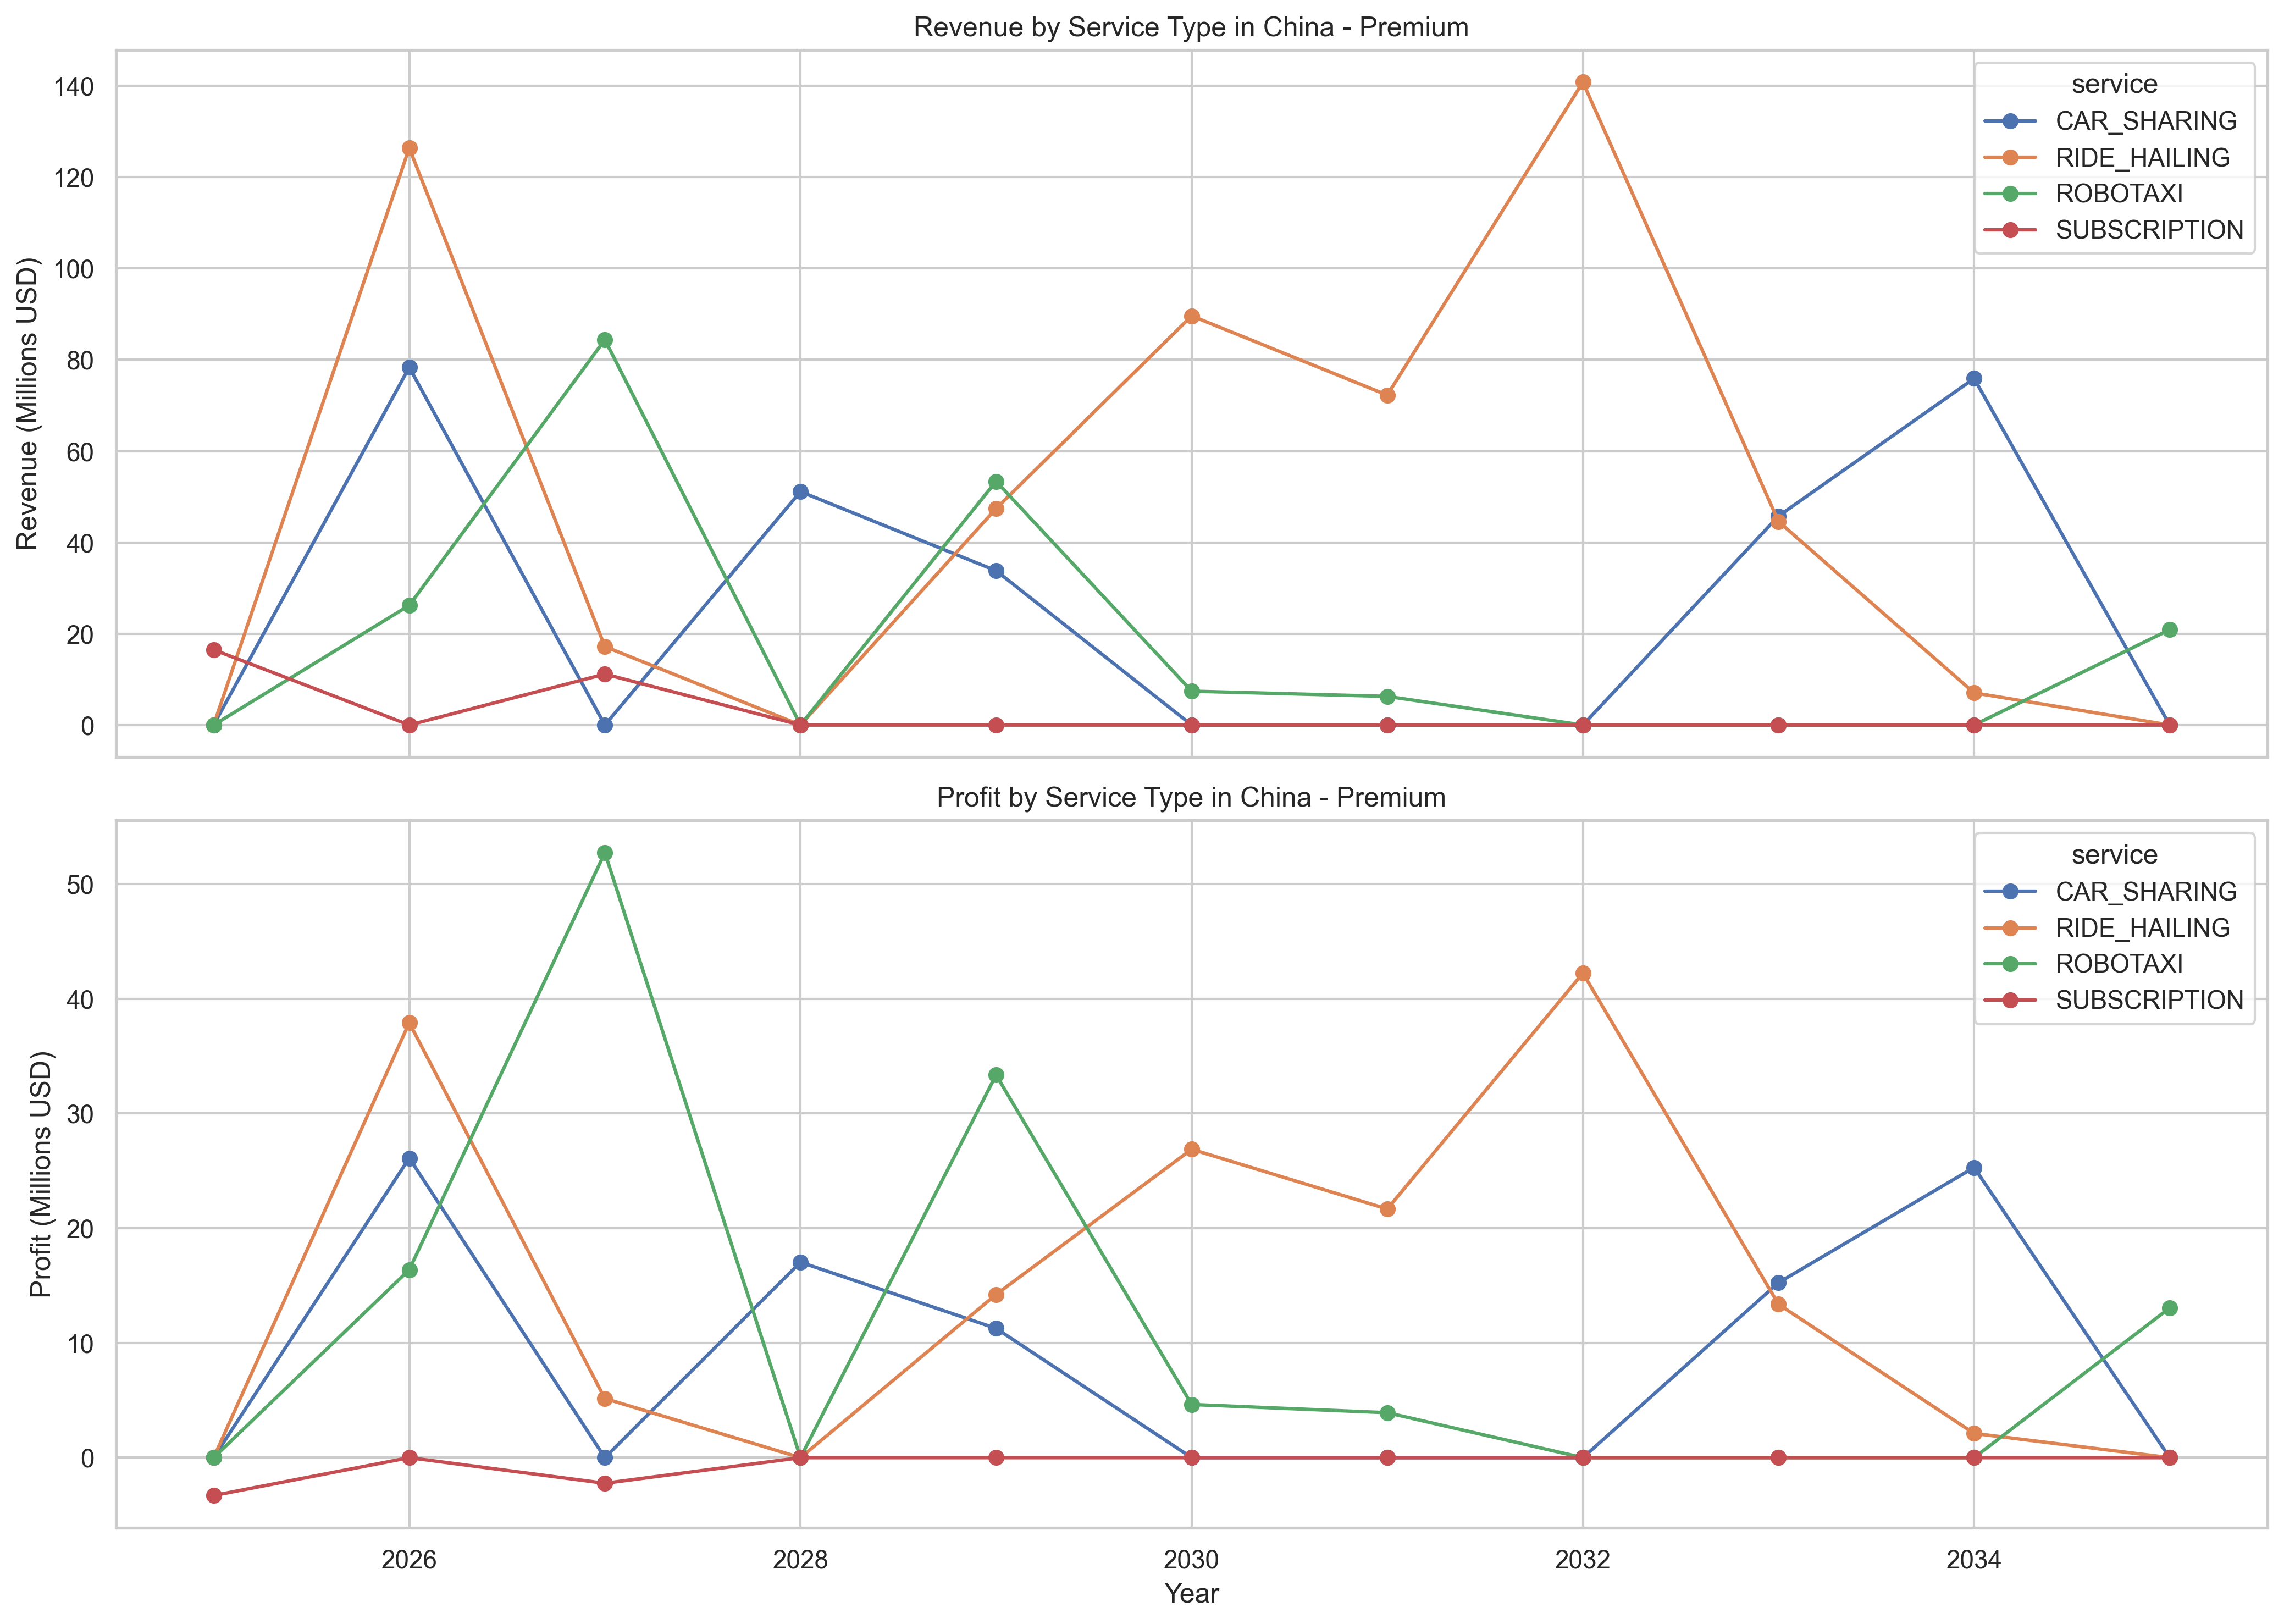 Revenue by Service Type in China - Premium
Revenue (Millions USD)
140
120
100
80
60
40
20
0
service
CAR_SHARING
RIDE_HAILING
ROBOTAXI
SUBSCRIPTION
Profit by Service Type in China - Premium
Profit (Millions USD)
50
40
30
20
10
0
service
CAR_SHARING
RIDE_HAILING
ROBOTAXI
SUBSCRIPTION
2026 2028 2030 2032 2034
Year